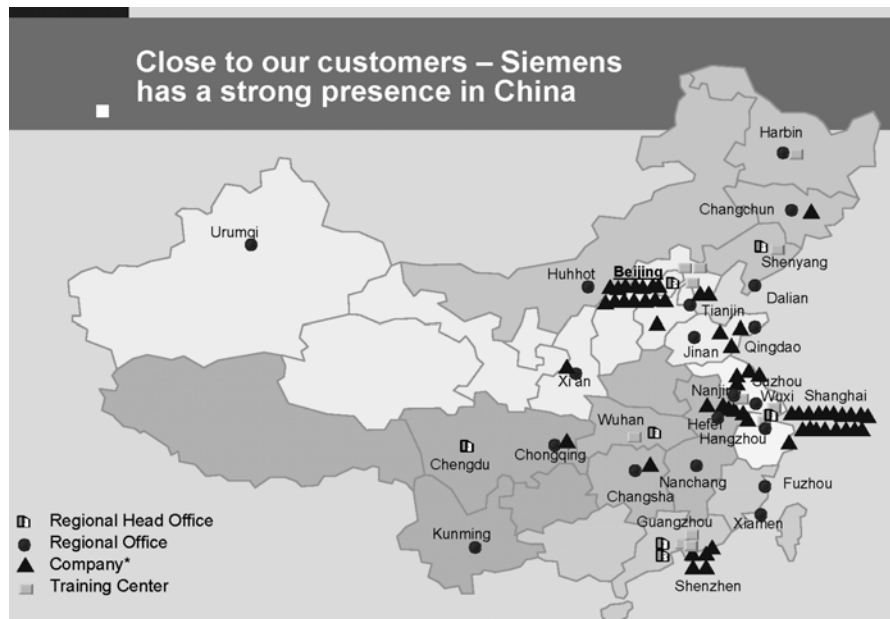 Close to our customers – Siemens
has a strong presence in China
Harbin
Changchun
Urumqi
Shenyang
Huhhot
Beijing
Dalian
Tianjin
Jinan
Qingdao
Xi an
Suzhou
Nanjin
Wuxi
Shanghai
Wuhan
Hefei
Hangzhou
Chengdu
Chongqing
Changsha
Nanchang
Fuzhou
Guangzhou
Xiamen
Kunming
Shenzhen
Regional Head Office
Regional Office
Company*
Training Center